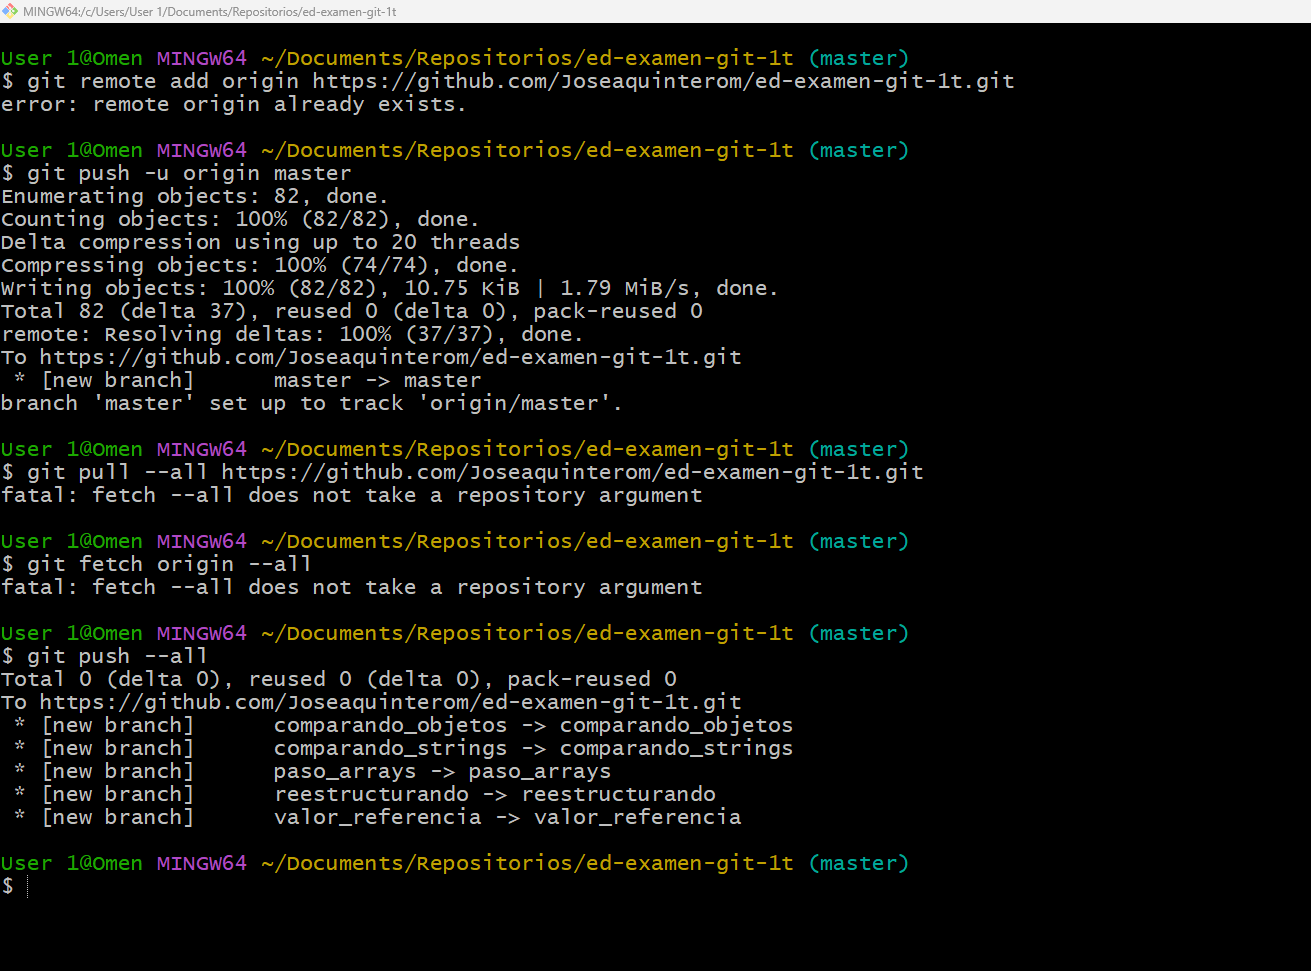 MINGW64:/c/Users/User 1/Documents/Repositorios/ed-examen-git-1t
User 1@Omen MINGW64 ~/Documents/Repositorios/ed-examen-git-1t (master)
$ git remote add origin https://github.com/Joseaquinterom/ed-examen-git-1t.git
error: remote origin already exists.
User 1@Omen MINGW64 ~/Documents/Repositorios/ed-examen-git-1t (master)
$ git push -u origin master
Enumerating objects: 82, done.
Counting objects: 100% (82/82), done.
Delta compression using up to 20 threads
Compressing objects: 100% (74/74), done.
Writing objects: 100% (82/82), 10.75 KiB | 1.79 MiB/s, done.
Total 82 (delta 37), reused 0 (delta 0), pack-reused 0
remote: Resolving deltas: 100% (37/37), done.
To https://github.com/Joseaquinterom/ed-examen-git-1t.git
 * [new branch]      master -> master
branch 'master' set up to track 'origin/master'.
User 1@Omen MINGW64 ~/Documents/Repositorios/ed-examen-git-1t (master)
$ git pull --all https://github.com/Joseaquinterom/ed-examen-git-1t.git
fatal: fetch --all does not take a repository argument
User 1@Omen MINGW64 ~/Documents/Repositorios/ed-examen-git-1t (master)
$ git fetch origin --all
fatal: fetch --all does not take a repository argument
User 1@Omen MINGW64 ~/Documents/Repositorios/ed-examen-git-1t (master)
$ git push --all
Total 0 (delta 0), reused 0 (delta 0), pack-reused 0
To https://github.com/Joseaquinterom/ed-examen-git-1t.git
 * [new branch]      comparando_objetos -> comparando_objetos
 * [new branch]      comparando_strings -> comparando_strings
 * [new branch]      paso_arrays -> paso_arrays
 * [new branch]      reestructurando -> reestructurando
 * [new branch]      valor_referencia -> valor_referencia
User 1@Omen MINGW64 ~/Documents/Repositorios/ed-examen-git-1t (master)
$